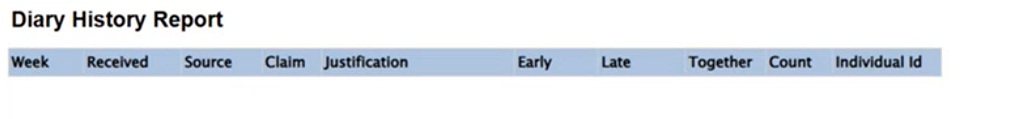 Diary History Report
Week Received Source Claim Justification Early Late Together Count Individual Id